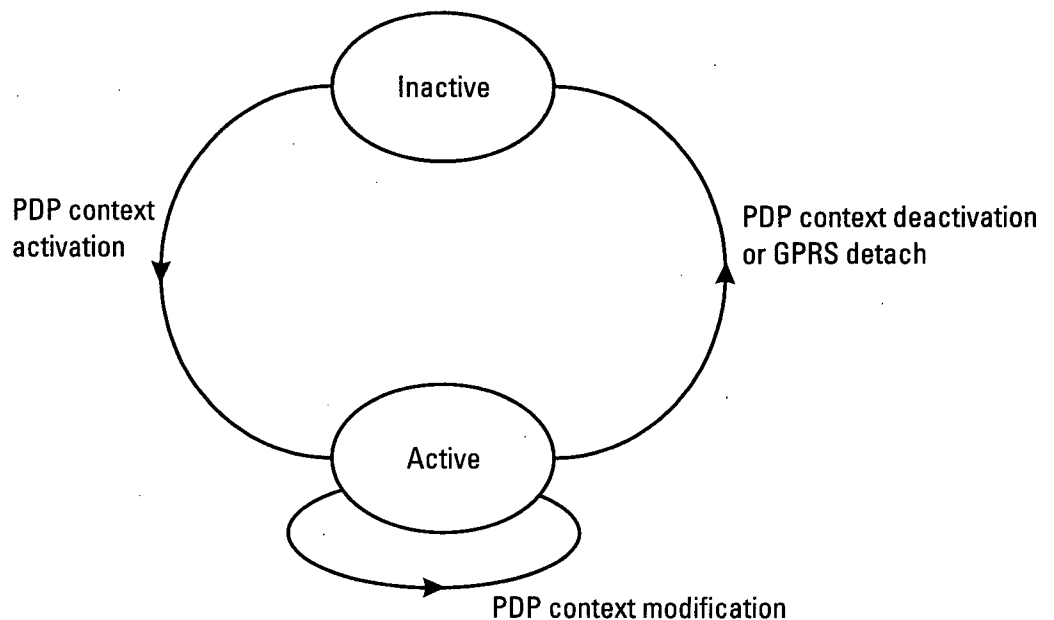 Inactive
PDP context
activation
PDP context deactivation
or GPRS detach
Active
PDP context modification